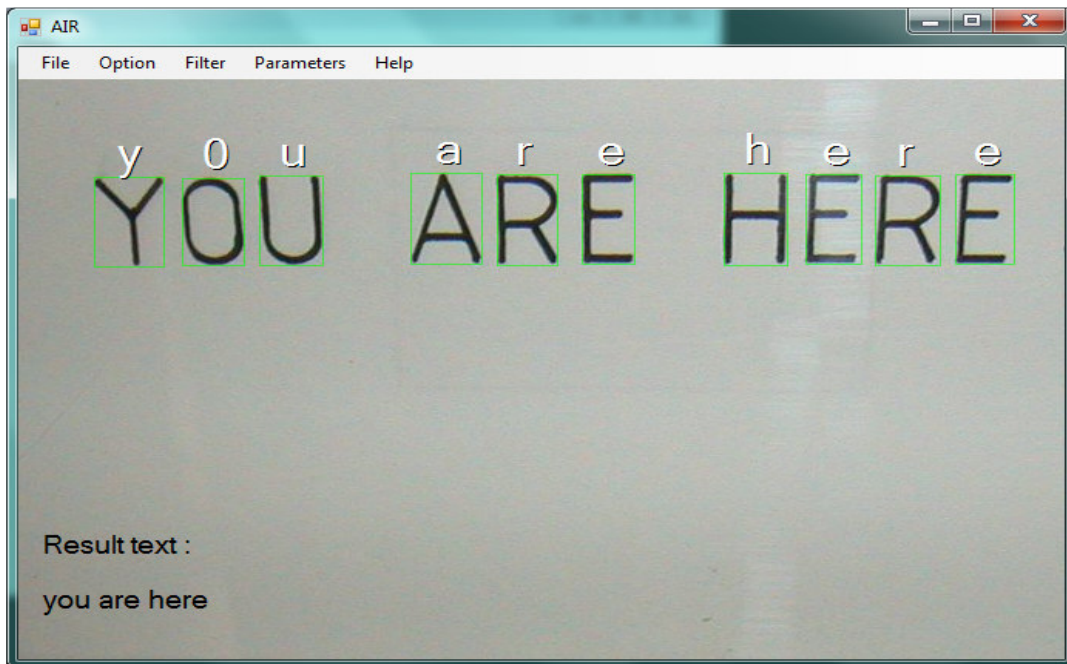 AIR
File Option Filter Parameters Help
y 0 u a r e h e r e
YOU ARE HERE
Result text :
you are here